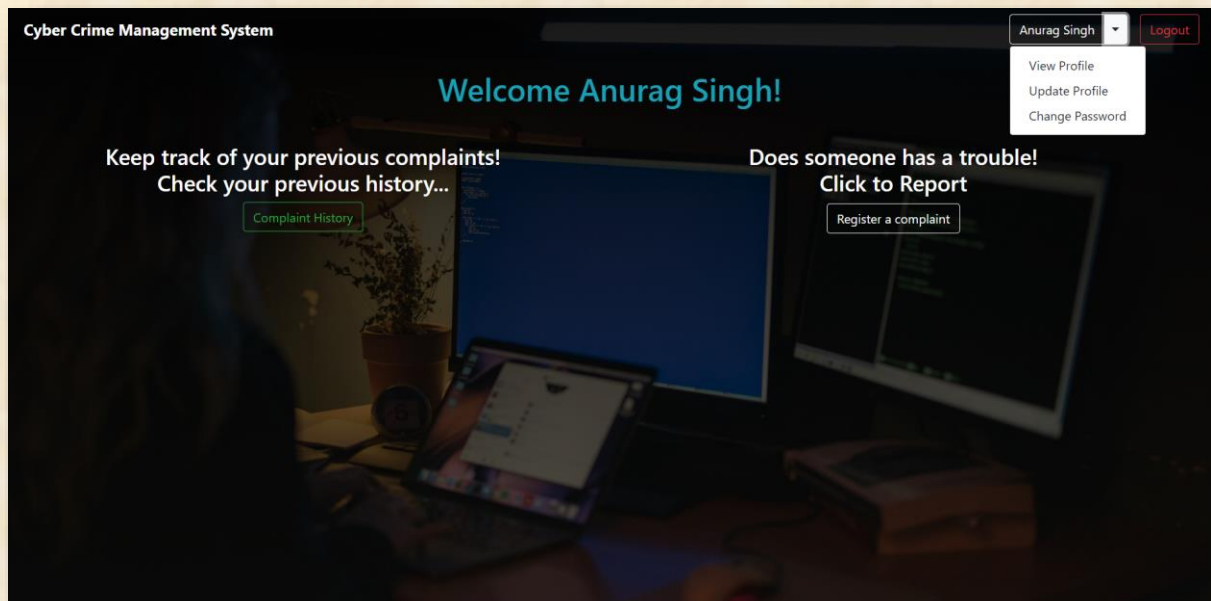 Cyber Crime Management System
Anurag Singh
Logout
View Profile
Update Profile
Change Password
Welcome Anurag Singh!
Keep track of your previous complaints!
Check your previous history...
Complaint History
Does someone has a trouble!
Click to Report
Register a complaint